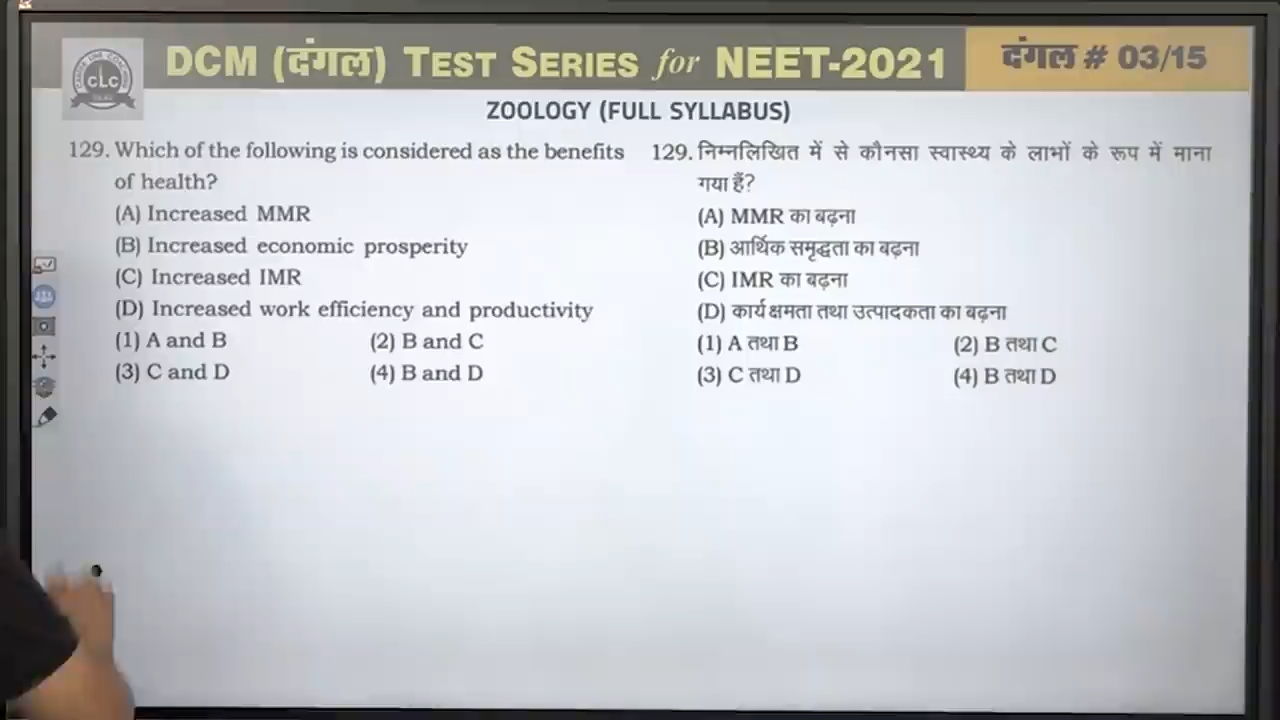 DCM (दंगल) TEST SERIES for NEET-2021
दंगल # 03/15
CLC
ZOOLOGY (FULL SYLLABUS)
129. Which of the following is considered as the benefits
of health?
(A) Increased MMR
(B) Increased economic prosperity
(C) Increased IMR
(D) Increased work efficiency and productivity
(1) A and B (2) B and C
(3) C and D (4) B and D
129. निम्नलिखित में से कौनसा स्वास्थ्य के लाभों के रूप में माना
गया हैं?
(A) MMR का बढ़ना
(B) आर्थिक समृद्धता का बढ़ना
(C) IMR का बढ़ना
(D) कार्य क्षमता तथा उत्पादकता का बढ़ना
(1) A तथा B (2) B तथा C
(3) C तथा D (4) B तथा D